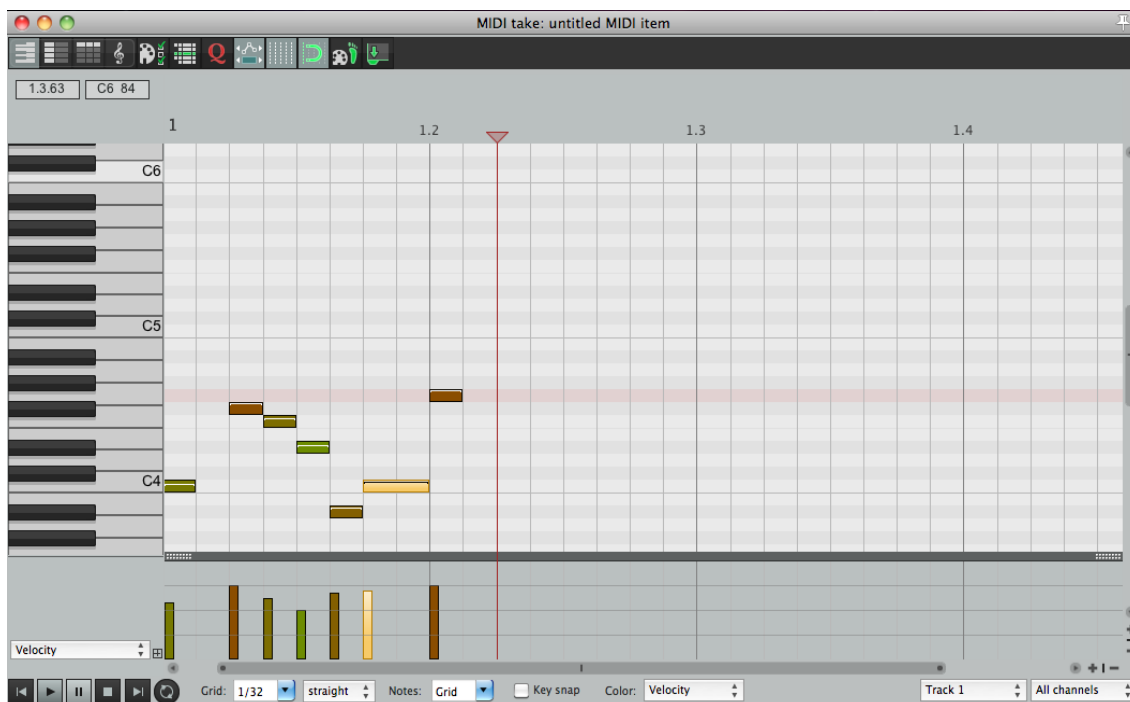 MIDI take: untitled MIDI item
Q
1.3.63 C6 84
1 1.2 1.3 1.4
C6
C5
C4
Velocity
Grid: 1/32 straight Notes: Grid Key snap Color: Velocity Track 1 All channels